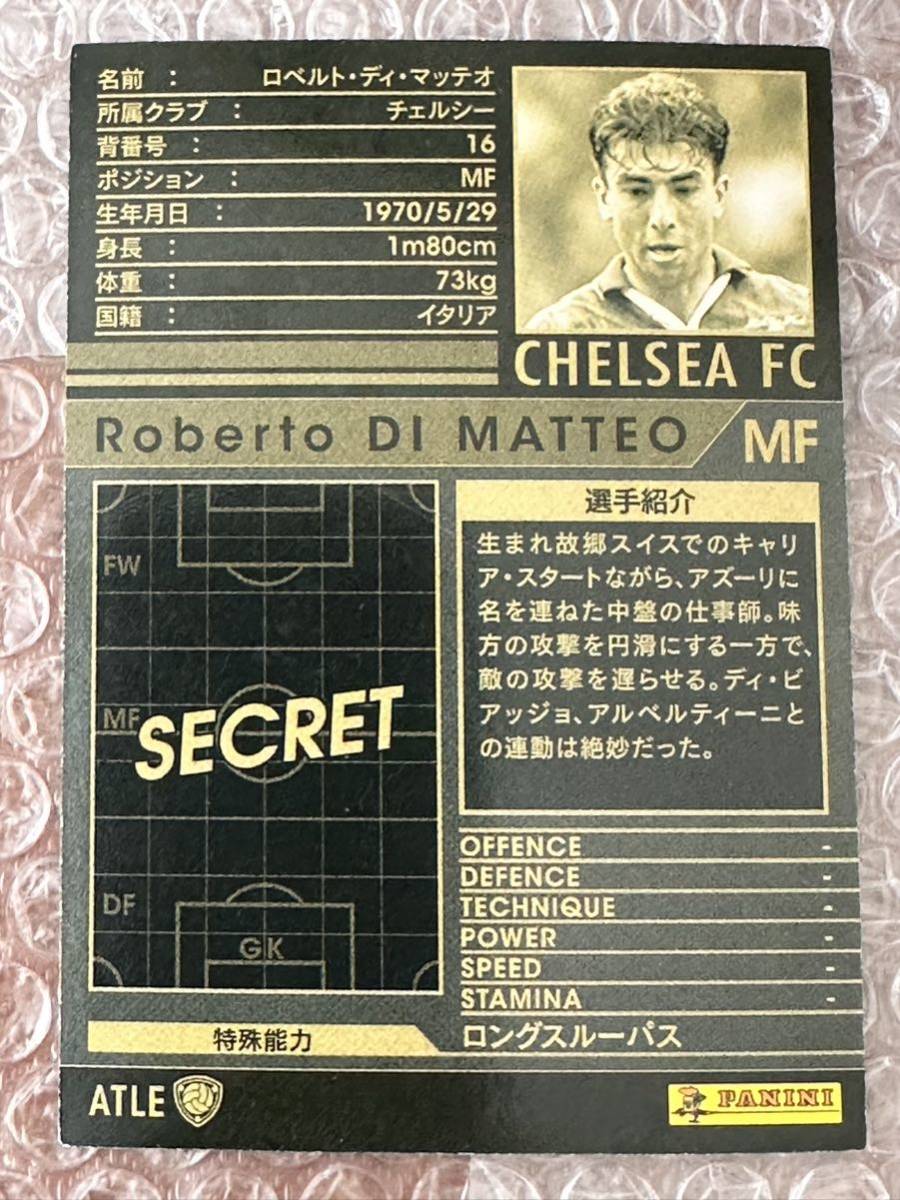 名前 : ロベルト・ディ・マッテオ
所属クラブ : チェルシー
背番号 : 16
ポジション : MF
生年月日 : 1970/5/29
身長 : 1m80cm
体重 : 73kg
国籍 : イタリア
CHELSEA FC
Roberto DI MATTEO MF
選手紹介
生まれ故郷スイスでのキャリ
ア・スタートながら、アズーリに
名を連ねた中盤の仕事師。味
方の攻撃を円滑にする一方で、
敵の攻撃を遅らせる。ディ・ビ
アッジョ、アルベルティーニと
の連動は絶妙だった。
FW
MF
SECRET
DF
GK
OFFENCE -
DEFENCE -
TECHNIQUE -
POWER -
SPEED -
STAMINA -
特殊能力 ロングスルーパス
ATLE
PANINI